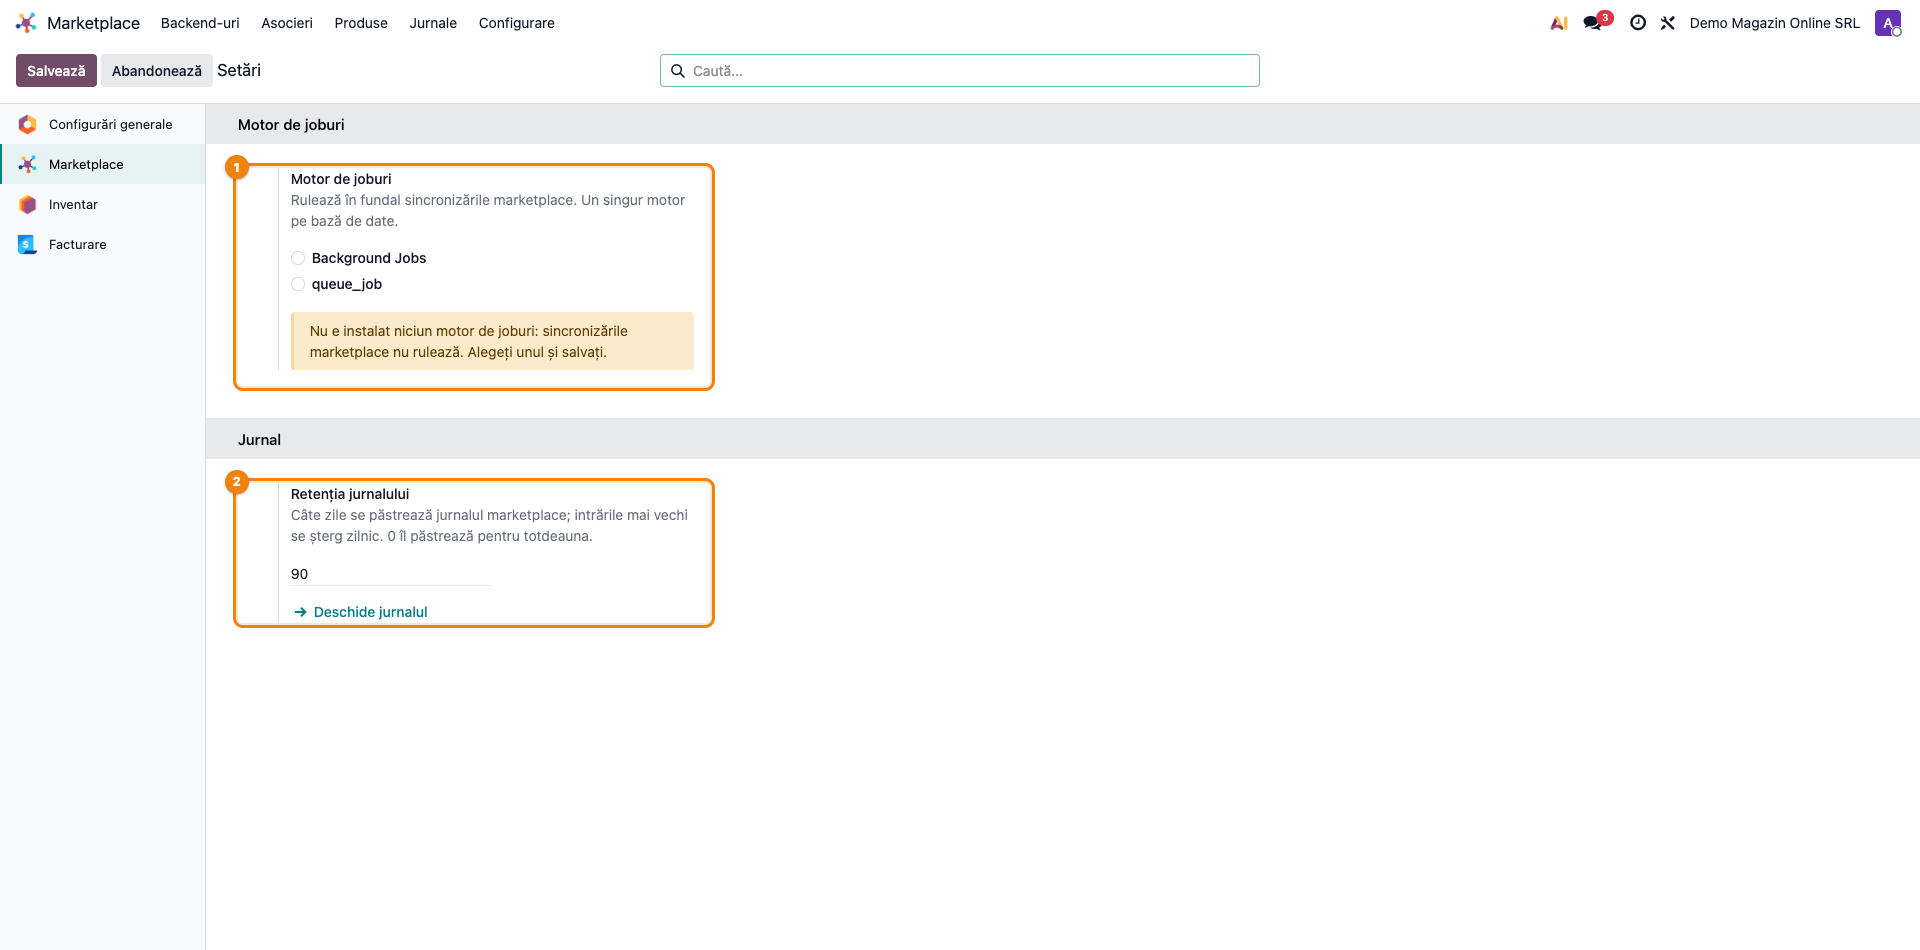 Marketplace Backend-uri Asocieri Produse Jurnale Configurare
AI 3 Demo Magazin Online SRL A
Salvează Abandonează Setări Caută...
Configurări generale
Marketplace
Inventar
Facturare
Motor de joburi
1
Motor de joburi
Rulează în fundal sincronizările marketplace. Un singur motor
pe bază de date.
Background Jobs
queue_job
Nu e instalat niciun motor de joburi: sincronizările
marketplace nu rulează. Alegeți unul și salvați.
Jurnal
2
Retenția jurnalului
Câte zile se păstrează jurnalul marketplace; intrările mai vechi
se șterg zilnic. 0 îl păstrează pentru totdeauna.
90
Deschide jurnalul